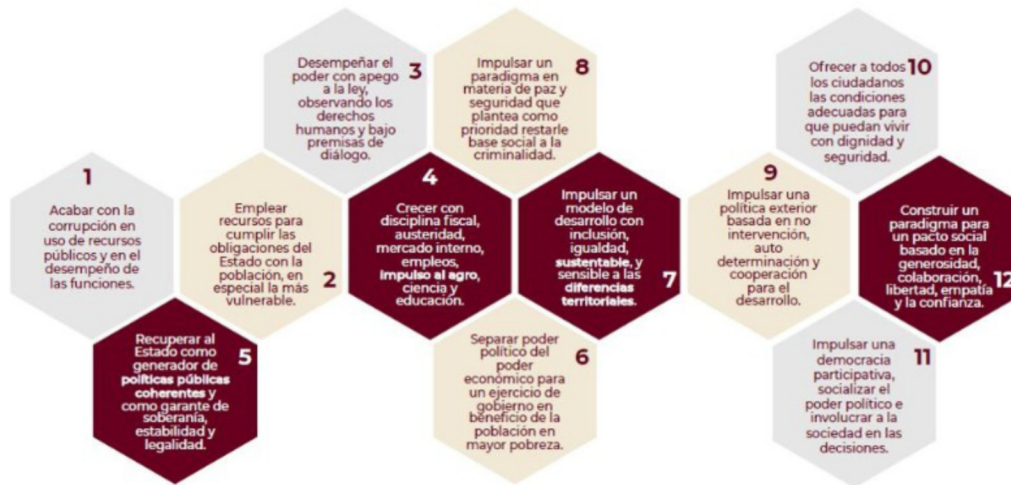 1
Acabar con la
corrupción en
uso de recursos
públicos y en el
desempeño de
las funciones.
Emplear
recursos para
cumplir las
obligaciones del
Estado con la
población, en
especial la más
vulnerable.
2
Desempeñar el
poder con apego
a la ley,
observando los
derechos
humanos y bajo
premisas de
diálogo.
3
4
Crecer con
disciplina fiscal,
austeridad,
mercado interno,
empleos,
impulso al agro,
ciencia y
educación.
Recuperar al
Estado como
generador de
políticas públicas
coherentes y
como garante de
soberanía,
estabilidad y
legalidad.
5
Separar poder
político del
poder
económico para
un ejercicio de
gobierno en
beneficio de la
población en
mayor pobreza.
6
Impulsar un
modelo de
desarrollo con
inclusión,
igualdad,
sustentable, y
sensible a las
diferencias
territoriales.
7
Impulsar un
paradigma en
materia de paz y
seguridad que
plantea como
prioridad restarle
base social a la
criminalidad.
8
9
Impulsar una
política exterior
basada en no
intervención,
auto
determinación y
cooperación
para el
desarrollo.
Ofrecer a todos
los ciudadanos
las condiciones
adecuadas para
que puedan vivir
con dignidad y
seguridad.
10
Impulsar una
democracia
participativa,
socializar el
poder político e
involucrar a la
sociedad en las
decisiones.
11
Construir un
paradigma para
un pacto social
basado en la
generosidad,
colaboración,
libertad, empatía
y la confianza.
12